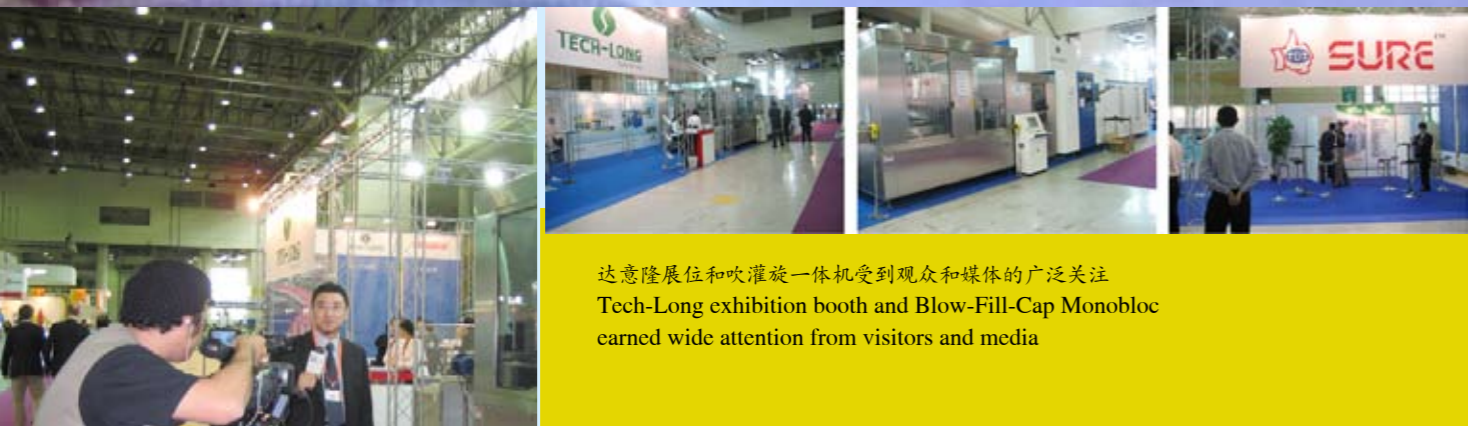 TECH-LONG
SURE
TECH-LONG
达意隆展位和吹灌旋一体机受到观众和媒体的广泛关注
Tech-Long exhibition booth and Blow-Fill-Cap Monobloc
earned wide attention from visitors and media